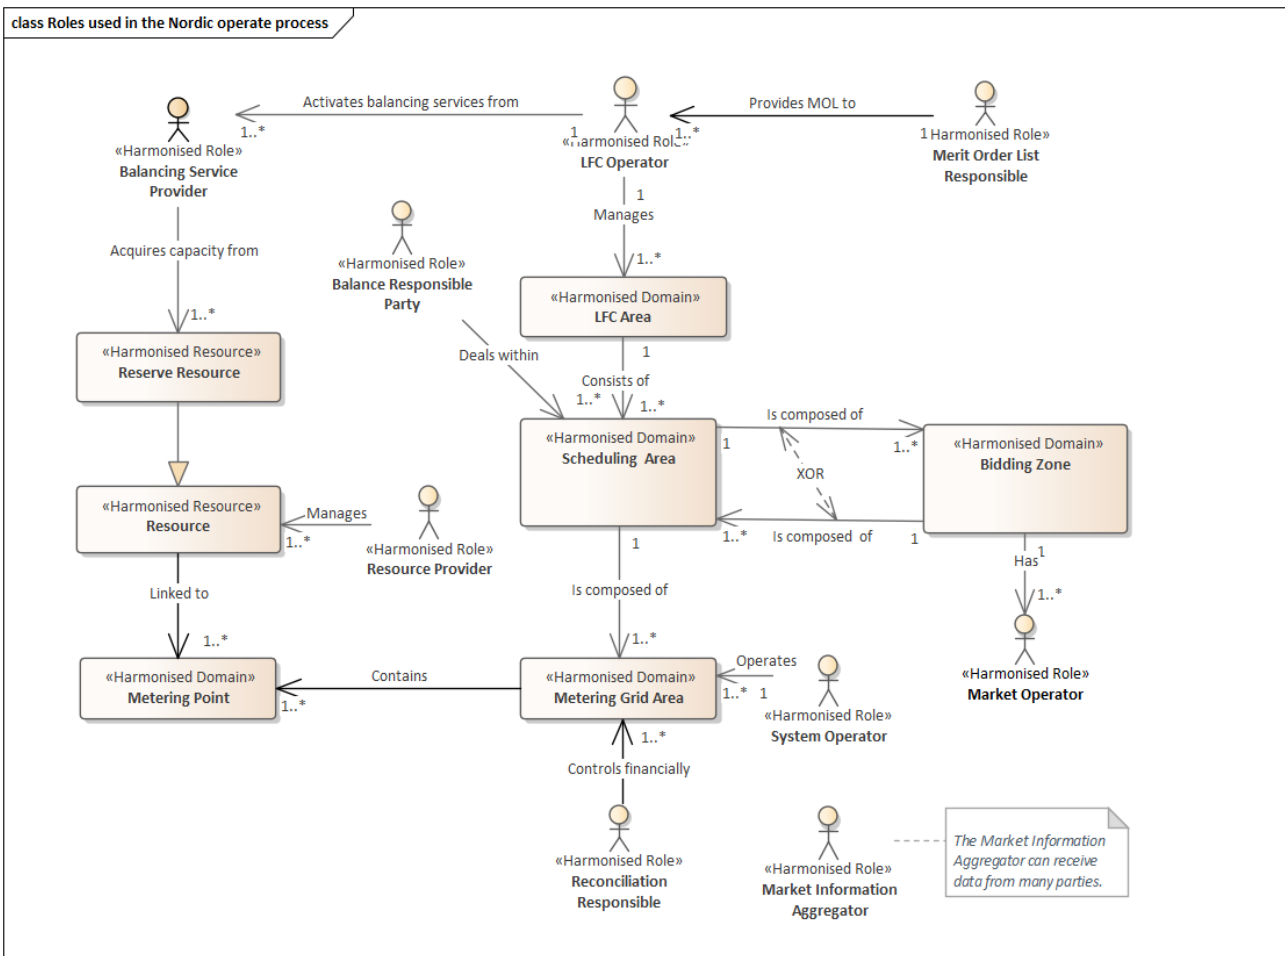 class Roles used in the Nordic operate process
Activates balancing services from
1..*
1
Provides MOL to
1..*
1
«Harmonised Role»
Balancing Service
Provider
«Harmonised Role»
LFC Operator
Harmonised Role»
Merit Order List
Responsible
1
Manages
1..*
Acquires capacity from
1..*
«Harmonised Role»
Balance Responsible
Party
«Harmonised Domain»
LFC Area
Deals within
1..*
1
Consists of
1..*
«Harmonised Resource»
Reserve Resource
«Harmonised Domain»
Scheduling Area
Is composed of
1
1..*
XOR
Is composed of
1..*
1
«Harmonised Domain»
Bidding Zone
«Harmonised Resource»
Resource
Manages
1..*
«Harmonised Role»
Resource Provider
1
Is composed of
1..*
Has
1
1..*
Linked to
1..*
«Harmonised Domain»
Metering Point
Contains
1..*
«Harmonised Domain»
Metering Grid Area
Operates
1..*
1
«Harmonised Role»
System Operator
«Harmonised Role»
Market Operator
1..*
Controls financially
«Harmonised Role»
Reconciliation
Responsible
«Harmonised Role»
Market Information
Aggregator
The Market Information
Aggregator can receive
data from many parties.